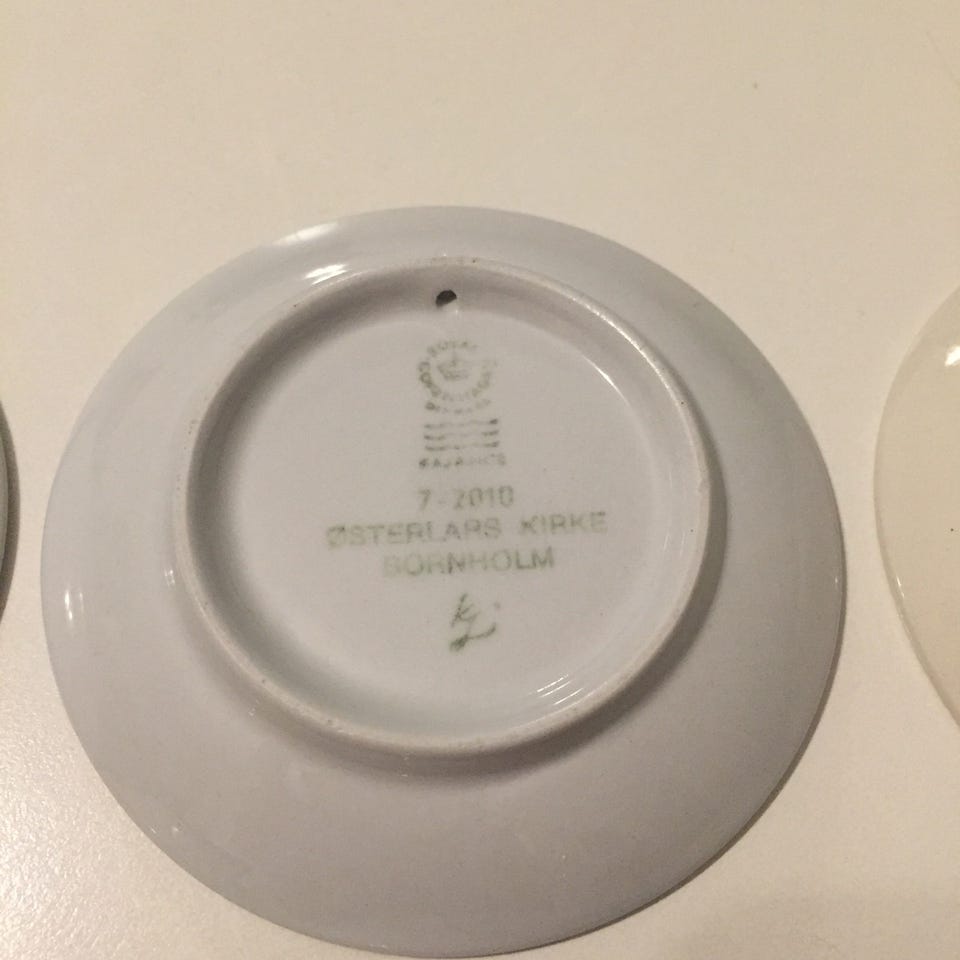 ROYAL COPENHAGEN
DENMARK
FAJANCE
7-2010
ØSTERLARS KIRKE
BORNHOLM